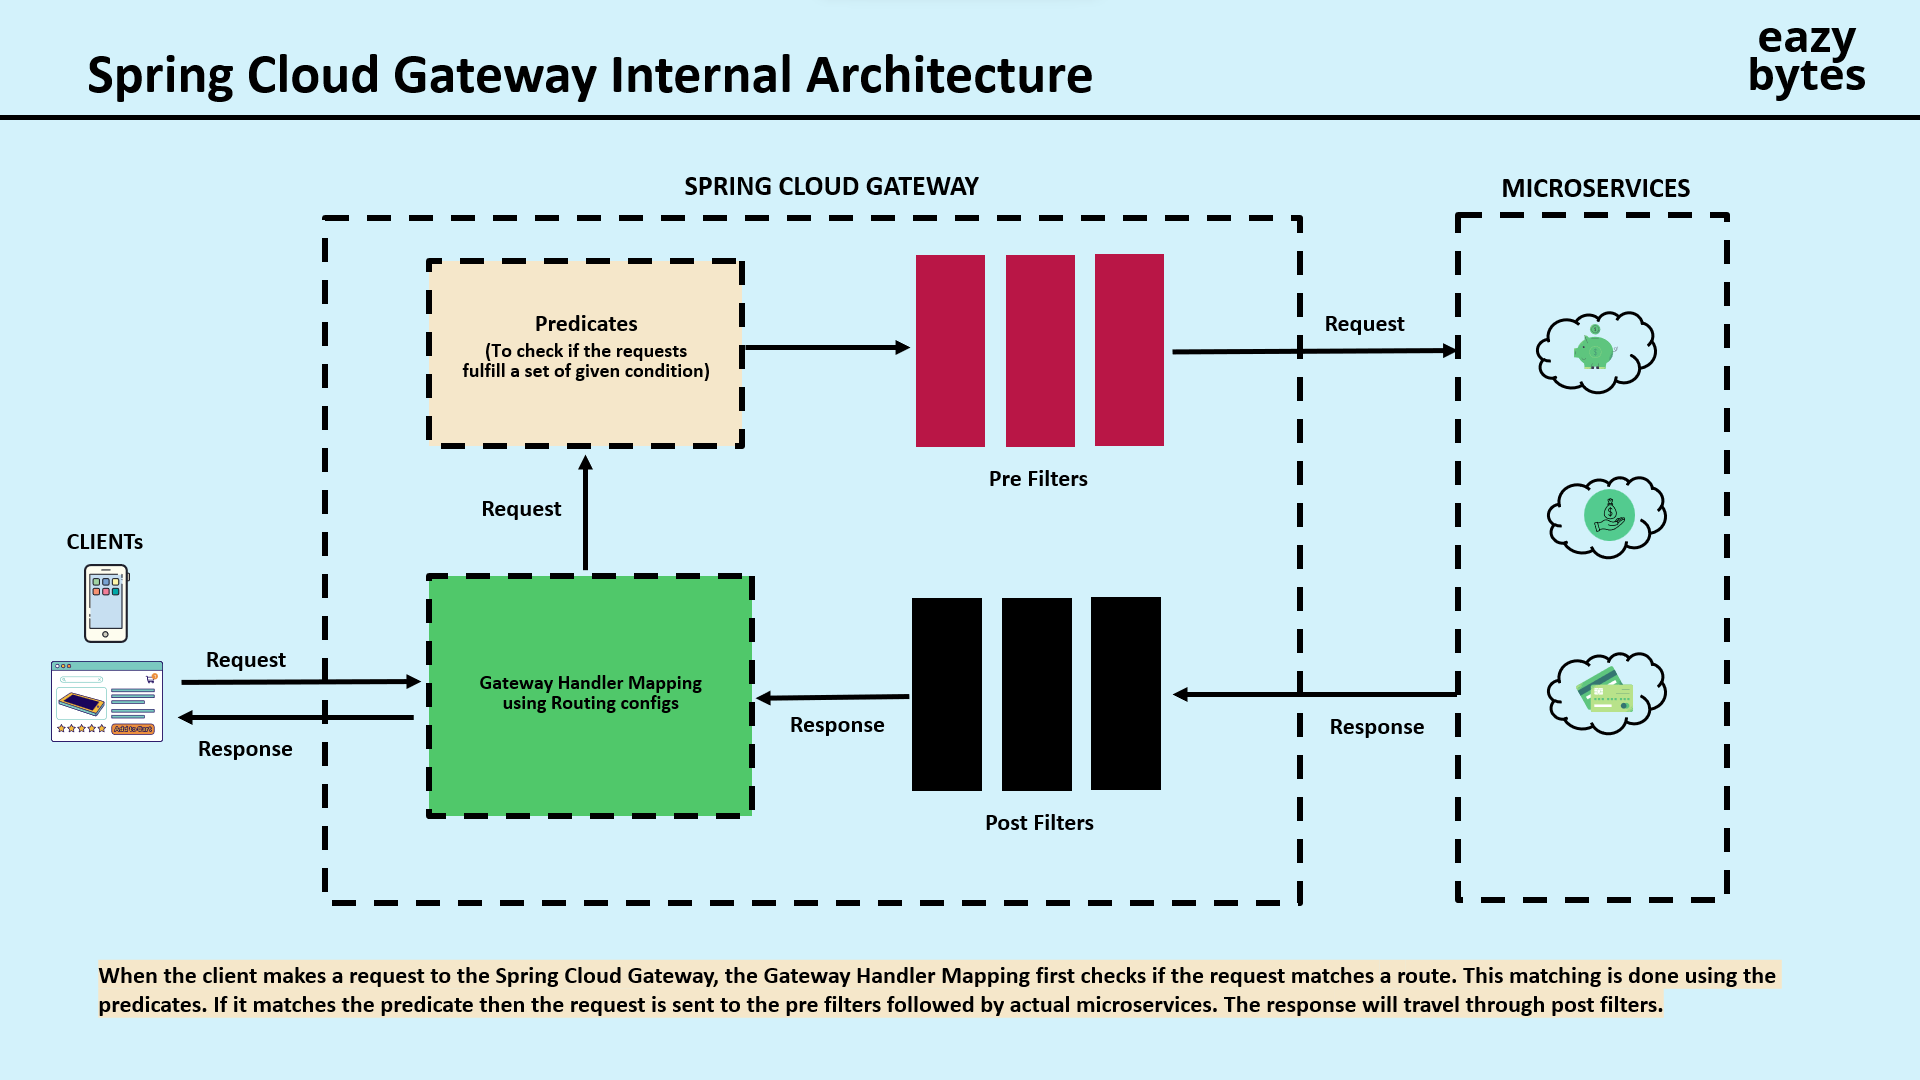 Spring Cloud Gateway Internal Architecture
eazy
bytes
SPRING CLOUD GATEWAY
MICROSERVICES
Predicates
(To check if the requests
fulfill a set of given condition)
Request
Pre Filters
Request
CLIENTs
Request
Response
Gateway Handler Mapping
using Routing configs
Response
Response
Post Filters
Add to Cart
When the client makes a request to the Spring Cloud Gateway, the Gateway Handler Mapping first checks if the request matches a route. This matching is done using the
predicates. If it matches the predicate then the request is sent to the pre filters followed by actual microservices. The response will travel through post filters.